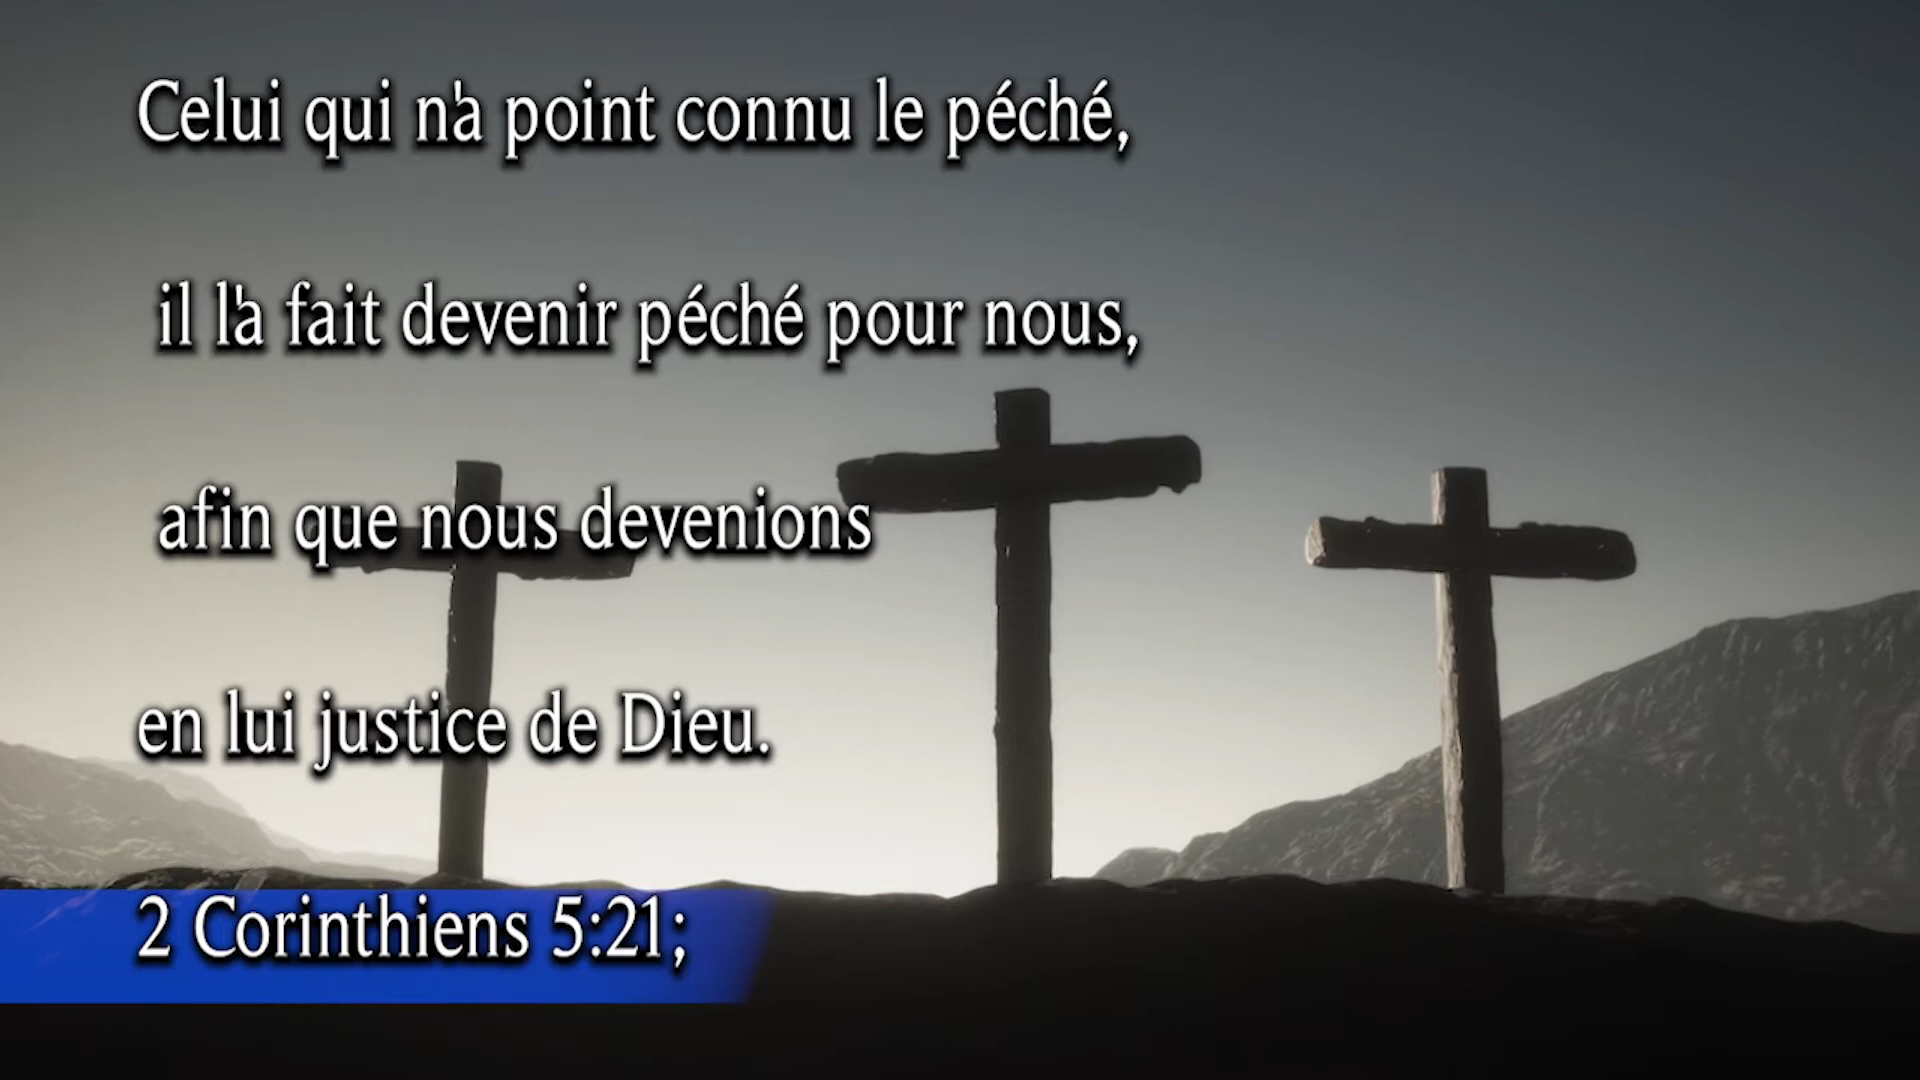 Celui qui n'a point connu le péché,
il l'a fait devenir péché pour nous,
afin que nous devenions
en lui justice de Dieu.
2 Corinthiens 5:21;